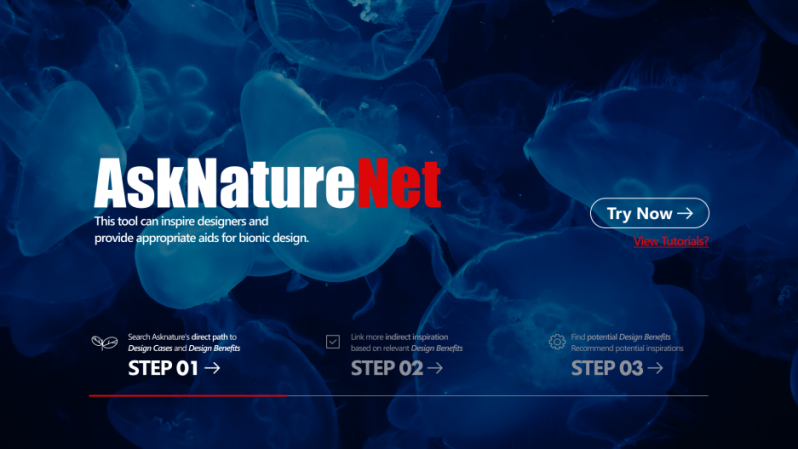 AskNatureNet
This tool can inspire designers and
provide appropriate aids for bionic design.
Try Now →
View Tutorials?
Search Asknature's direct path to
Design Cases and Design Benefits
STEP 01 →
Link more indirect inspiration
based on relevant Design Benefits
STEP 02 →
Find potential Design Benefits
Recommend potential inspirations
STEP 03 →